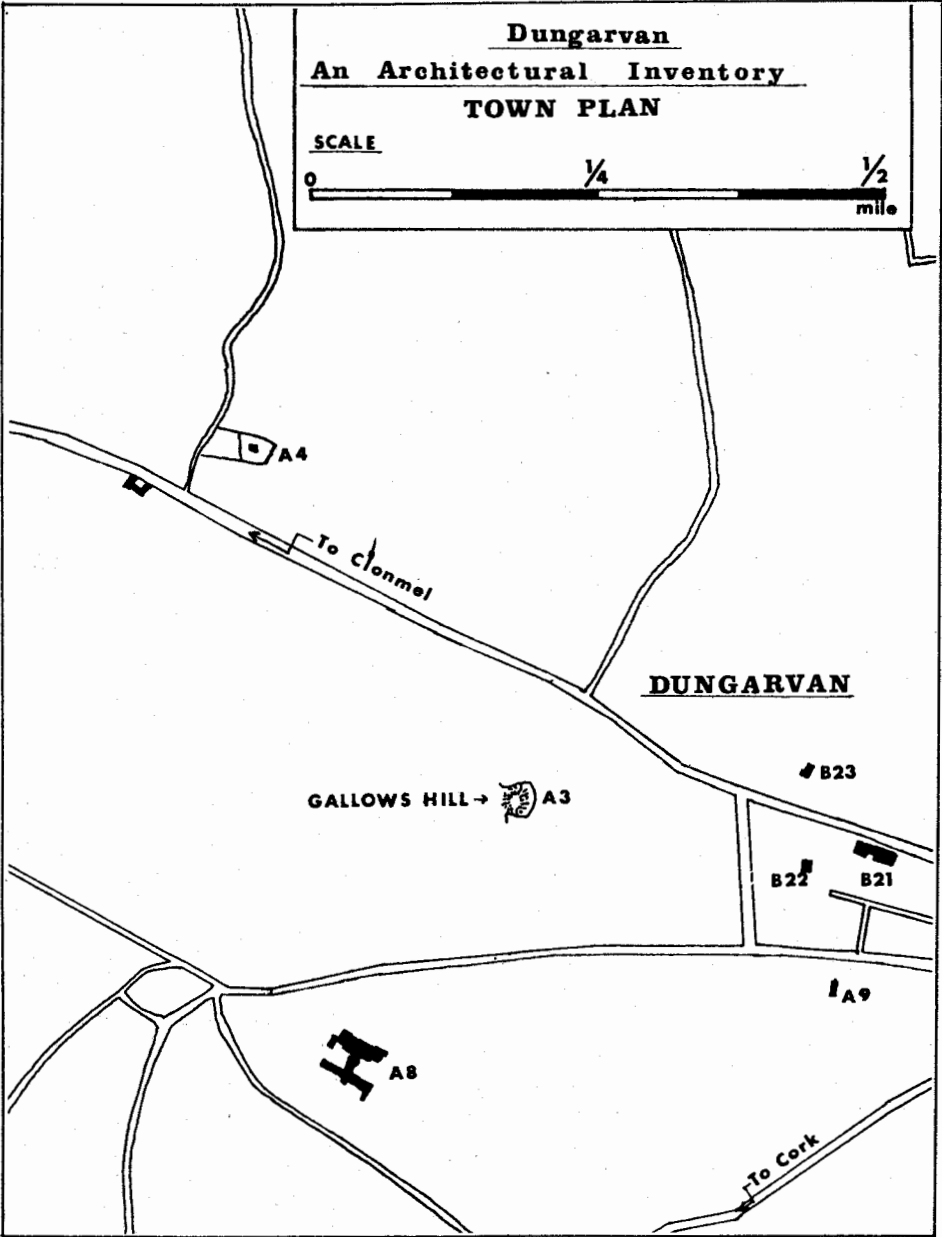 Dungarvan
An Architectural Inventory
TOWN PLAN
SCALE
0 1/4 1/2
mile
A4
To Clonmel
DUNGARVAN
B23
GALLOWS HILL→ A3
B22 B21
A9
A8
To Cork